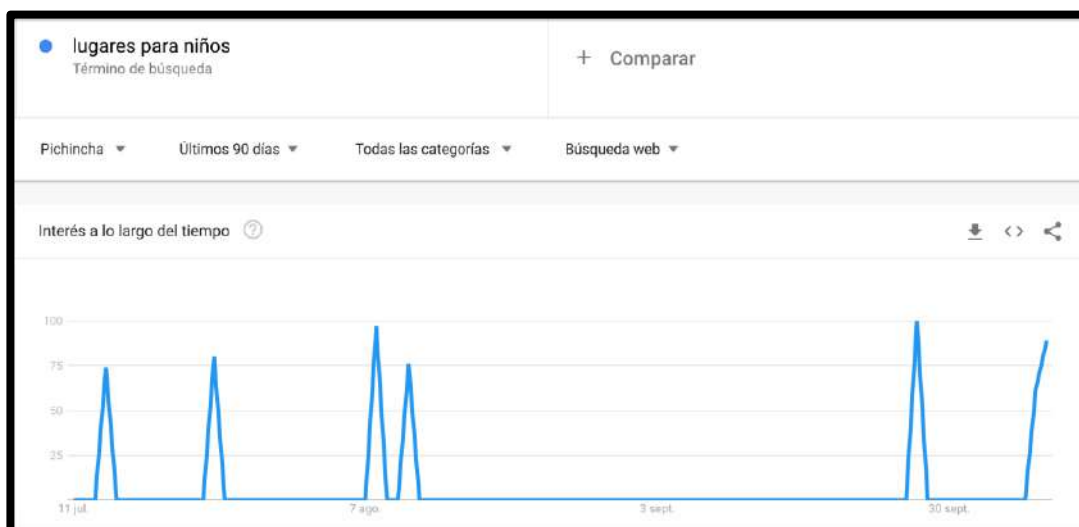 lugares para niños
Término de búsqueda
+ Comparar
Pichincha
Últimos 90 días
Todas las categorías
Búsqueda web
Interés a lo largo del tiempo
100
75
50
25
11 jul.
7 ago.
3 sept.
30 sept.